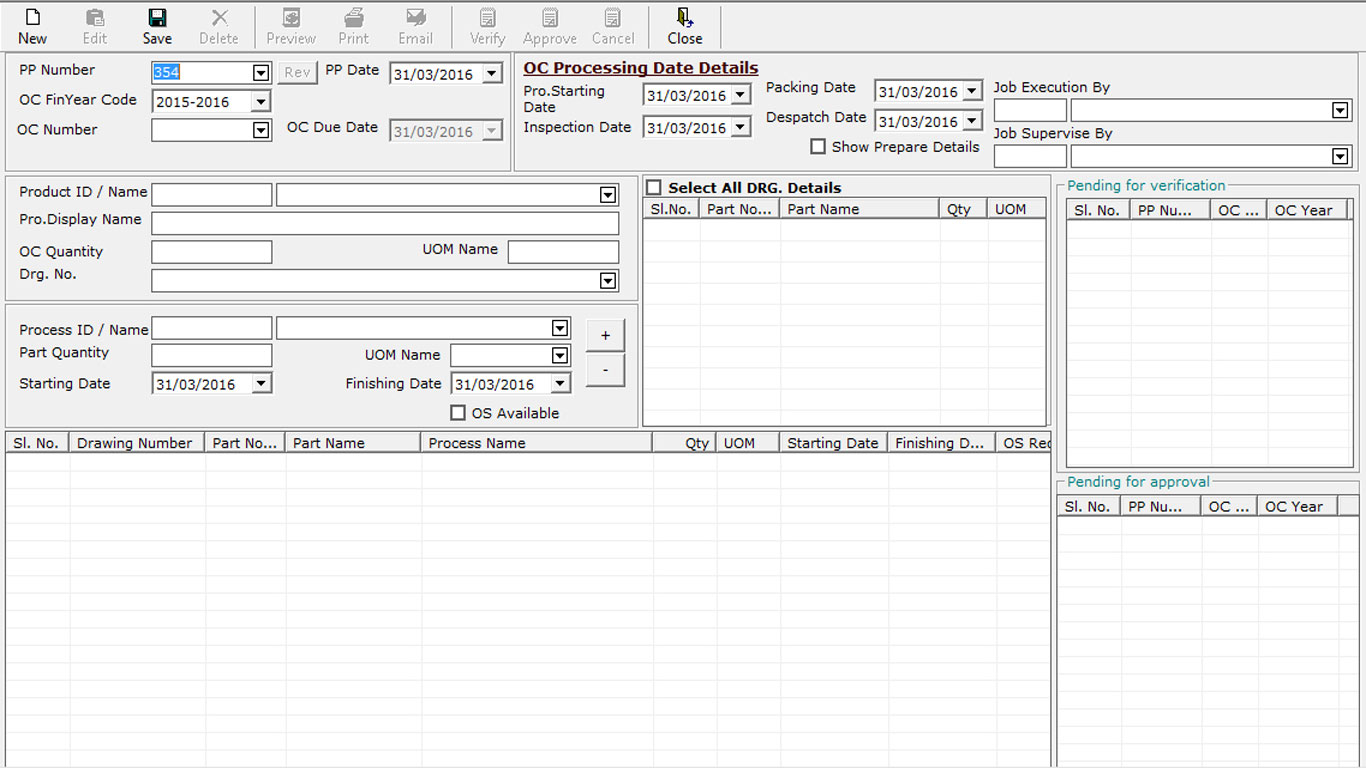 New Edit Save Delete Preview Print Email Verify Approve Cancel Close
PP Number 354 Rev PP Date 31/03/2016
OC FinYear Code 2015-2016
OC Number OC Due Date 31/03/2016
OC Processing Date Details
Pro.Starting Date 31/03/2016 Packing Date 31/03/2016
Inspection Date 31/03/2016 Despatch Date 31/03/2016
Show Prepare Details
Job Execution By
Job Supervise By
Product ID / Name
Pro.Display Name
OC Quantity UOM Name
Drg. No.
Process ID / Name +
Part Quantity UOM Name -
Starting Date 31/03/2016 Finishing Date 31/03/2016
OS Available
Select All DRG. Details
Sl.No. Part No... Part Name Qty UOM
Pending for verification
Sl. No. PP Nu... OC ... OC Year
Sl. No. Drawing Number Part No... Part Name Process Name Qty UOM Starting Date Finishing D... OS Req
Pending for approval
Sl. No. PP Nu... OC ... OC Year